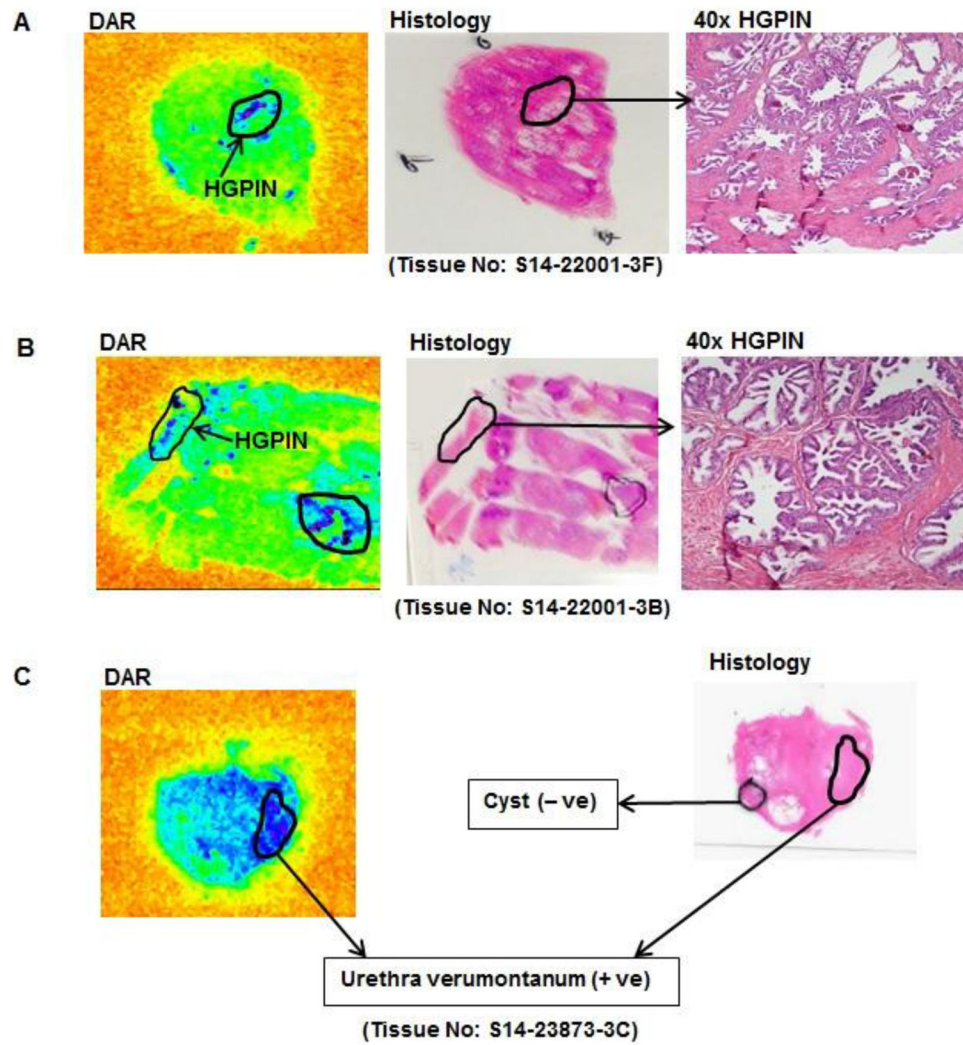 A
DAR
Histology
40x HGPIN
HGPIN
(Tissue No: S14-22001-3F)
B
DAR
Histology
40x HGPIN
HGPIN
(Tissue No: S14-22001-3B)
C
DAR
Histology
Cyst (– ve)
Urethra verumontanum (+ ve)
(Tissue No: S14-23873-3C)